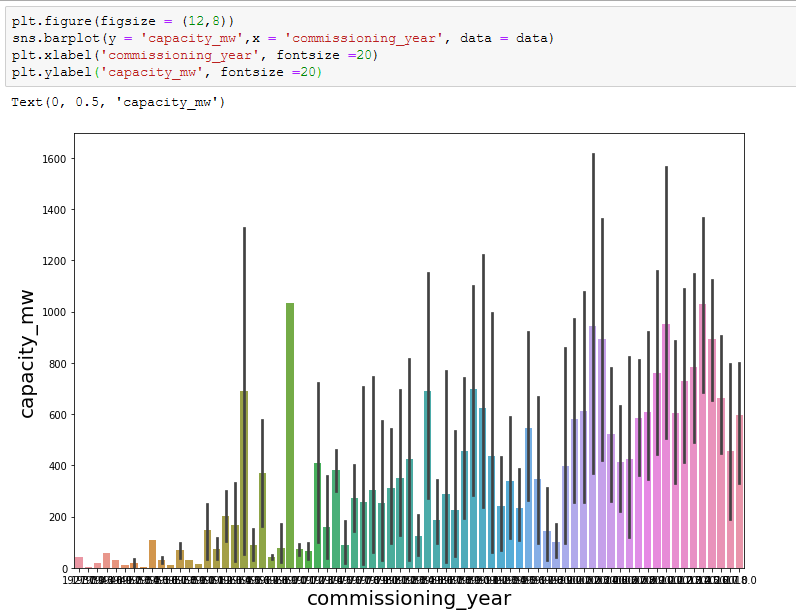 plt.figure(figsize = (12,8))
sns.barplot(y = 'capacity_mw',x = 'commissioning_year', data = data)
plt.xlabel('commissioning_year', fontsize =20)
plt.ylabel('capacity_mw', fontsize =20)
Text(0, 0.5, 'capacity_mw')
1600
1400
1200
1000
800
600
400
200
0
capacity_mw
commissioning_year